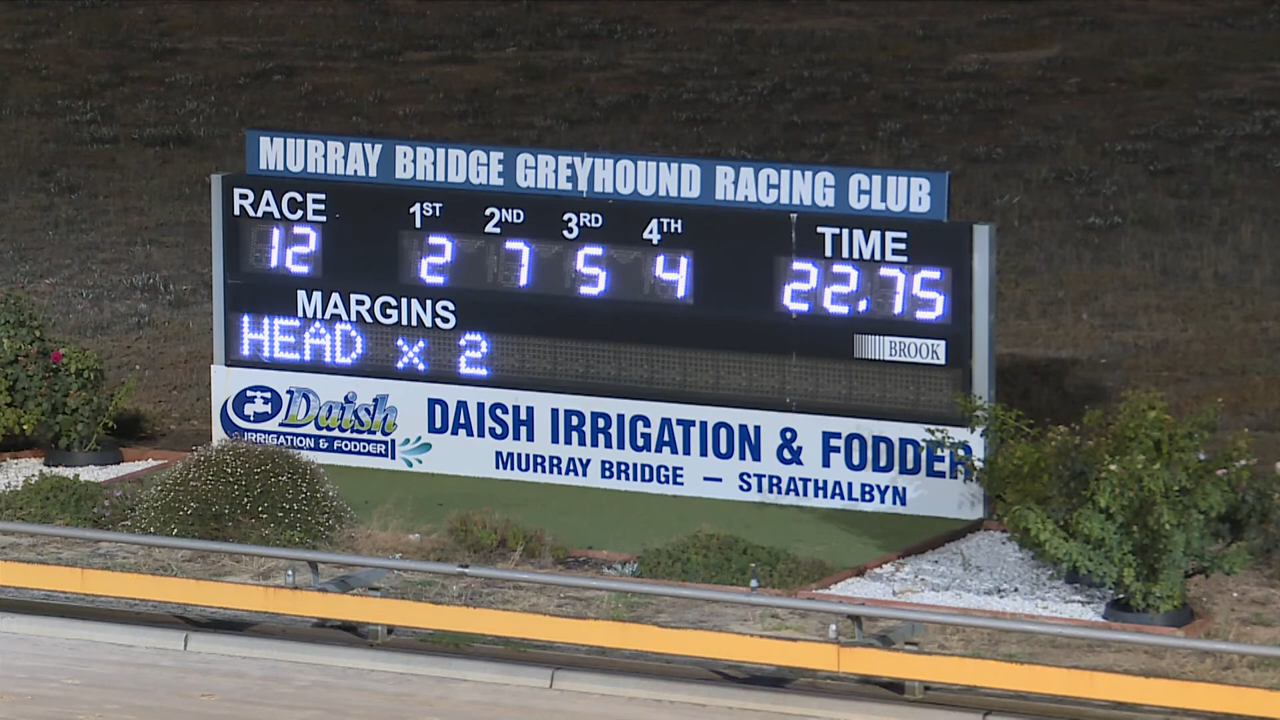 MURRAY BRIDGE GREYHOUND RACING CLUB
RACE 1ST 2ND 3RD 4TH TIME
12 2 7 5 4 22.75
MARGINS
HEAD x 2
BROOK
Daish
IRRIGATION & FODDER
DAISH IRRIGATION & FODDER
MURRAY BRIDGE — STRATHALBYN